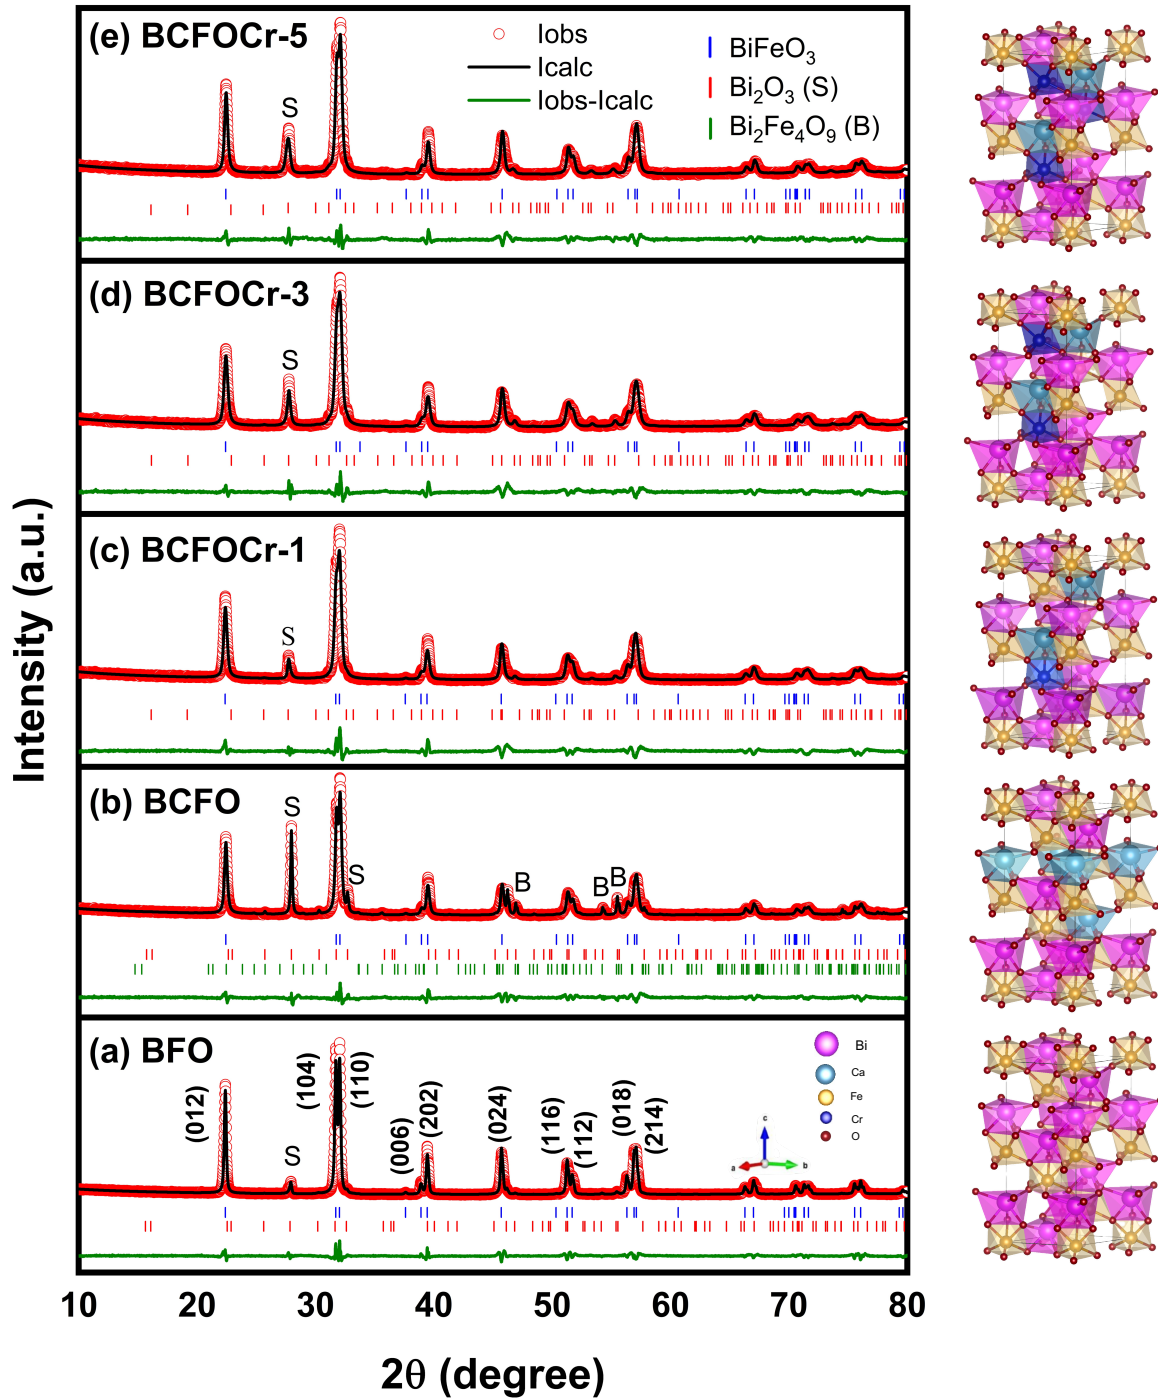 (e) BCFOCr-5
Iobs
Icalc
Iobs-Icalc
BiFeO₃
Bi₂O₃ (S)
Bi₂Fe₄O₉ (B)
S
(d) BCFOCr-3
S
(c) BCFOCr-1
S
(b) BCFO
S
S
B
B
B
(a) BFO
(012)
S
(104)
(110)
(006)
(202)
(024)
(116)
(112)
(018)
(214)
c
a
b
Bi
Ca
Fe
Cr
O
Intensity (a.u.)
10 20 30 40 50 60 70 80
2θ (degree)